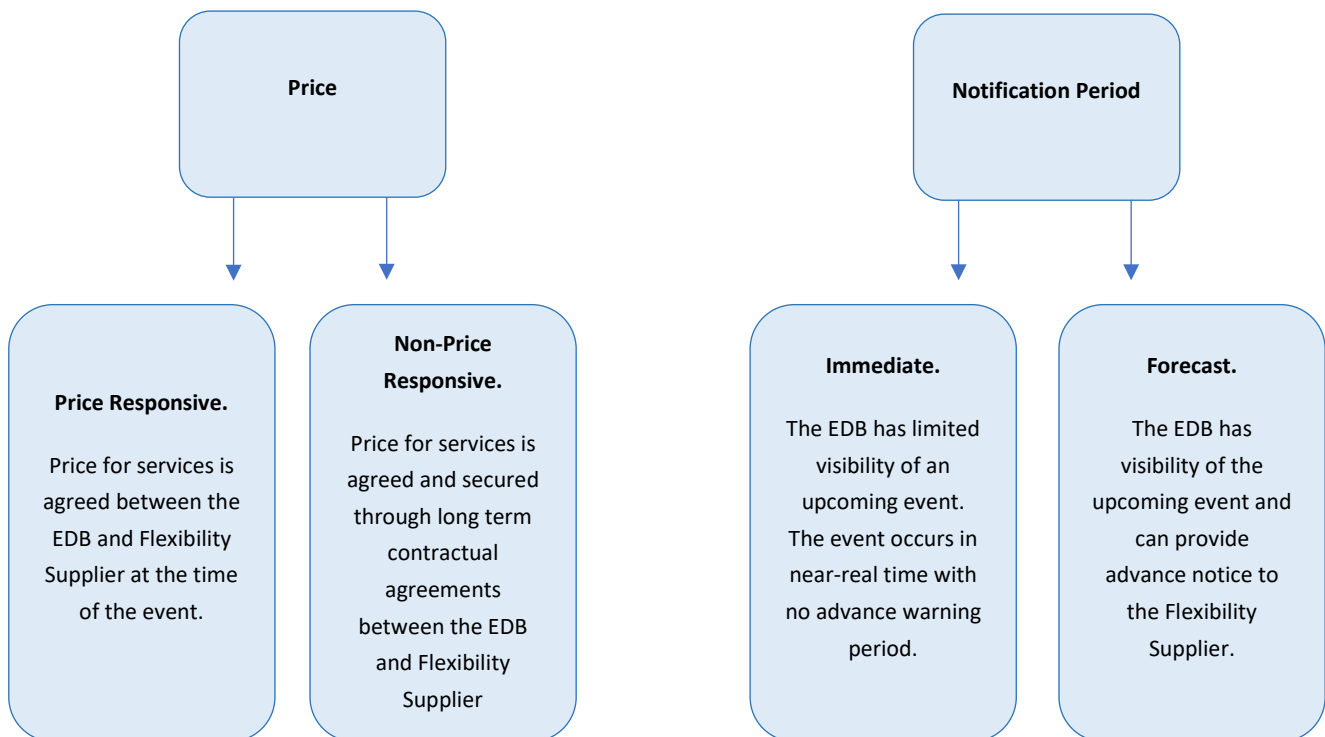 Price
Notification Period
Price Responsive.
Price for services is
agreed between the
EDB and Flexibility
Supplier at the time
of the event.
Non-Price
Responsive.
Price for services is
agreed and secured
through long term
contractual
agreements
between the EDB
and Flexibility
Supplier
Immediate.
The EDB has limited
visibility of an
upcoming event.
The event occurs in
near-real time with
no advance warning
period.
Forecast.
The EDB has
visibility of the
upcoming event and
can provide
advance notice to
the Flexibility
Supplier.